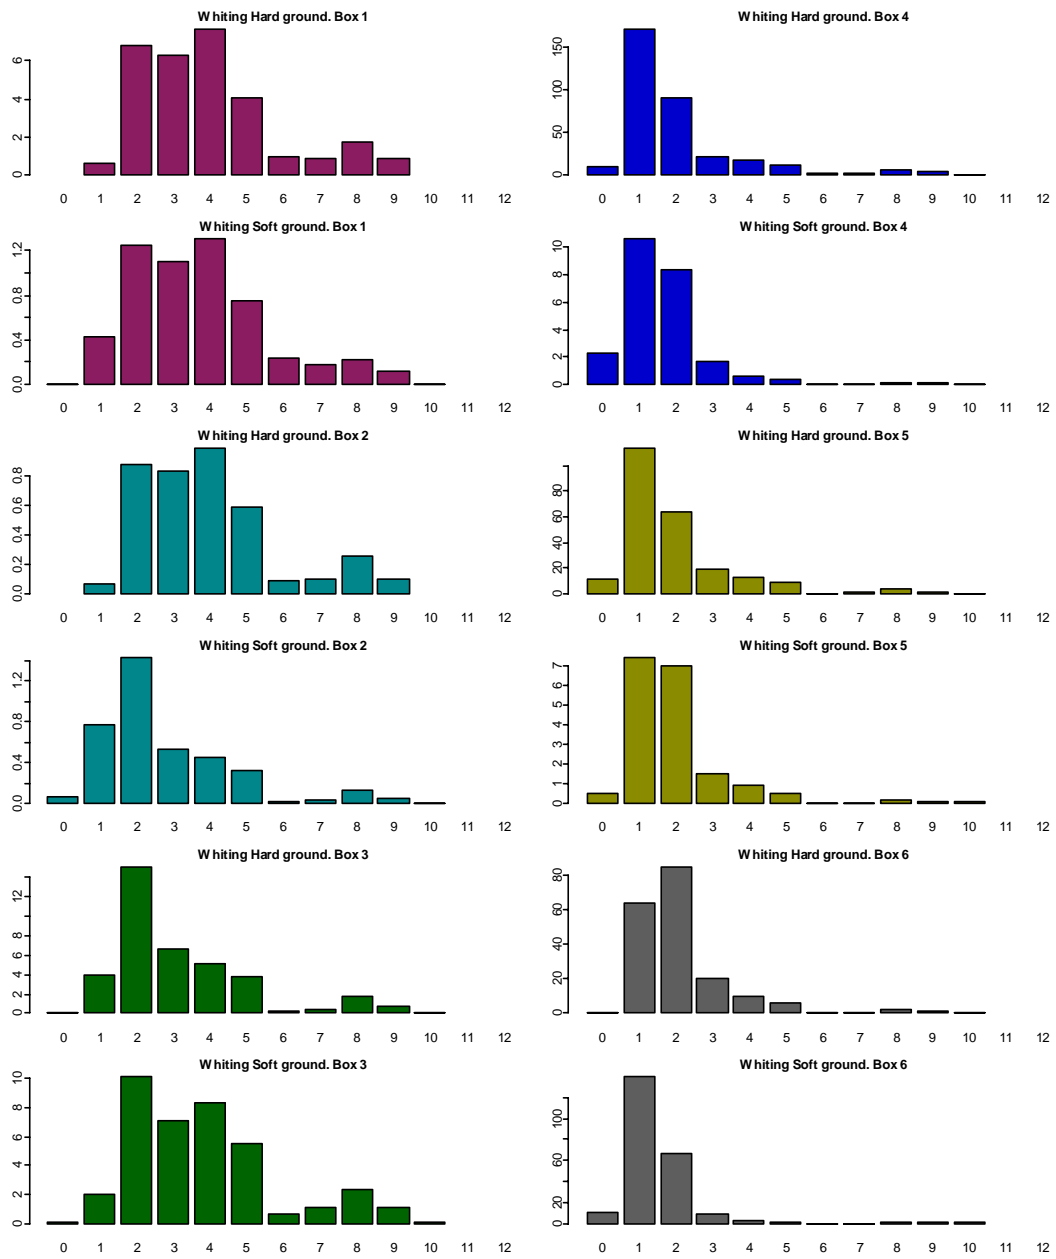 Whiting Hard ground. Box 1
0 2 4 6
0 1 2 3 4 5 6 7 8 9 10 11 12
Whiting Hard ground. Box 4
0 50 100 150
0 1 2 3 4 5 6 7 8 9 10 11 12
Whiting Soft ground. Box 1
0.0 0.4 0.8 1.2
0 1 2 3 4 5 6 7 8 9 10 11 12
Whiting Soft ground. Box 4
0 2 4 6 8 10
0 1 2 3 4 5 6 7 8 9 10 11 12
Whiting Hard ground. Box 2
0.0 0.2 0.4 0.6 0.8
0 1 2 3 4 5 6 7 8 9 10 11 12
Whiting Hard ground. Box 5
0 20 40 60 80
0 1 2 3 4 5 6 7 8 9 10 11 12
Whiting Soft ground. Box 2
0.0 0.4 0.8 1.2
0 1 2 3 4 5 6 7 8 9 10 11 12
Whiting Soft ground. Box 5
0 1 2 3 4 5 6 7
0 1 2 3 4 5 6 7 8 9 10 11 12
Whiting Hard ground. Box 3
0 2 4 6 8 12
0 1 2 3 4 5 6 7 8 9 10 11 12
Whiting Hard ground. Box 6
0 20 40 60 80
0 1 2 3 4 5 6 7 8 9 10 11 12
Whiting Soft ground. Box 3
0 2 4 6 8 10
0 1 2 3 4 5 6 7 8 9 10 11 12
Whiting Soft ground. Box 6
0 20 60 100
0 1 2 3 4 5 6 7 8 9 10 11 12